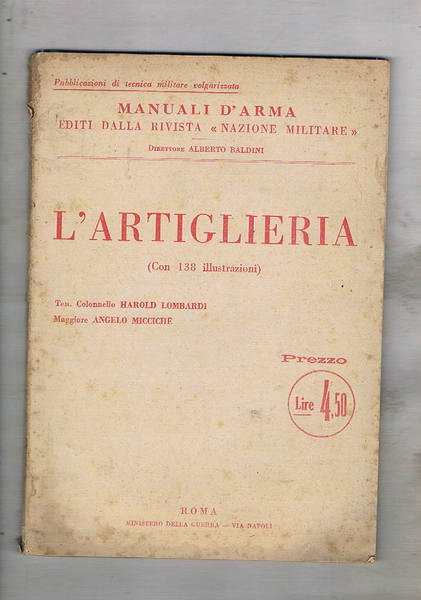 Pubblicazioni di tecnica militare volgarizzata
MANUALI D'ARMA
EDITI DALLA RIVISTA « NAZIONE MILITARE »
DIRETTORE ALBERTO BALDINI
L'ARTIGLIERIA
(Con 138 illustrazioni)
Ten. Colonnello HAROLD LOMBARDI
Maggiore ANGELO MICCICHE
Prezzo
Lire 4,50
ROMA
MINISTERO DELLA GUERRA — VIA NAPOLI